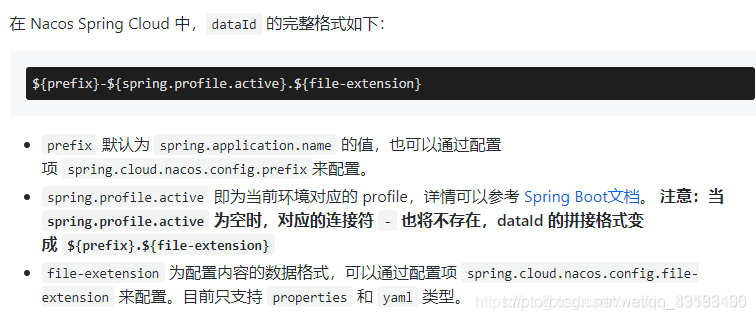 在 Nacos Spring Cloud 中，dataId 的完整格式如下：
${prefix}-${spring.profile.active}.${file-extension}
prefix 默认为 spring.application.name 的值，也可以通过配置
项 spring.cloud.nacos.config.prefix来配置。
spring.profile.active 即为当前环境对应的 profile，详情可以参考 Spring Boot文档。 注意：当
spring.profile.active 为空时，对应的连接符 - 也将不存在，dataId 的拼接格式变
成 ${prefix}.${file-extension}
file-exetension 为配置内容的数据格式，可以通过配置项 spring.cloud.nacos.config.file-
extension 来配置。目前只支持 properties 和 yaml 类型。